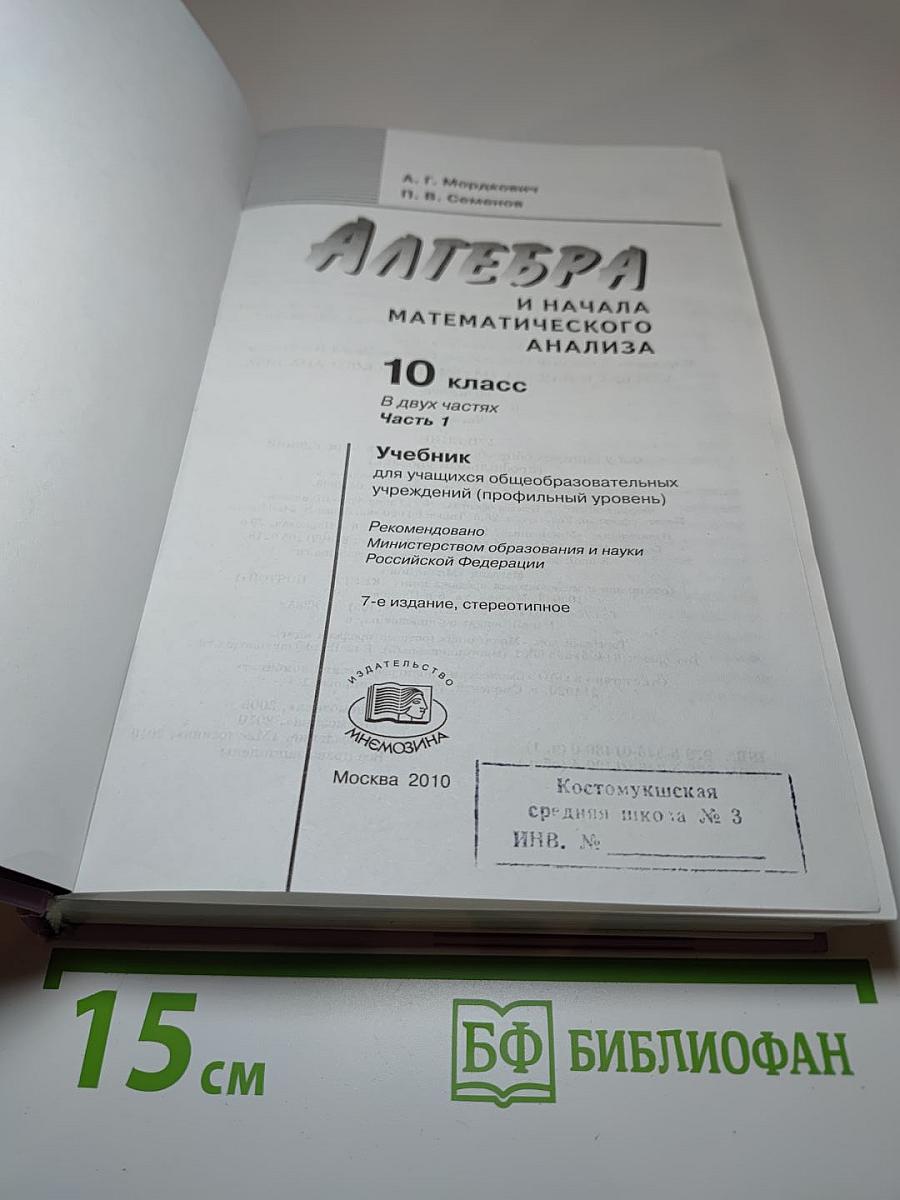 А. Г. Мордкович
П. В. Семенов
АЛГЕБРА
И НАЧАЛА
МАТЕМАТИЧЕСКОГО
АНАЛИЗА
10 класс
В двух частях
Часть 1
Учебник
для учащихся общеобразовательных
учреждений (профильный уровень)
Рекомендовано
Министерством образования и науки
Российской Федерации
7-е издание, стереотипное
ИЗДАТЕЛЬСТВО
МНЕМОЗИНА
Москва 2010
Костомукшская
средняя школа № 3
ИНВ. №
15 см
БФ БИБЛИОФАН